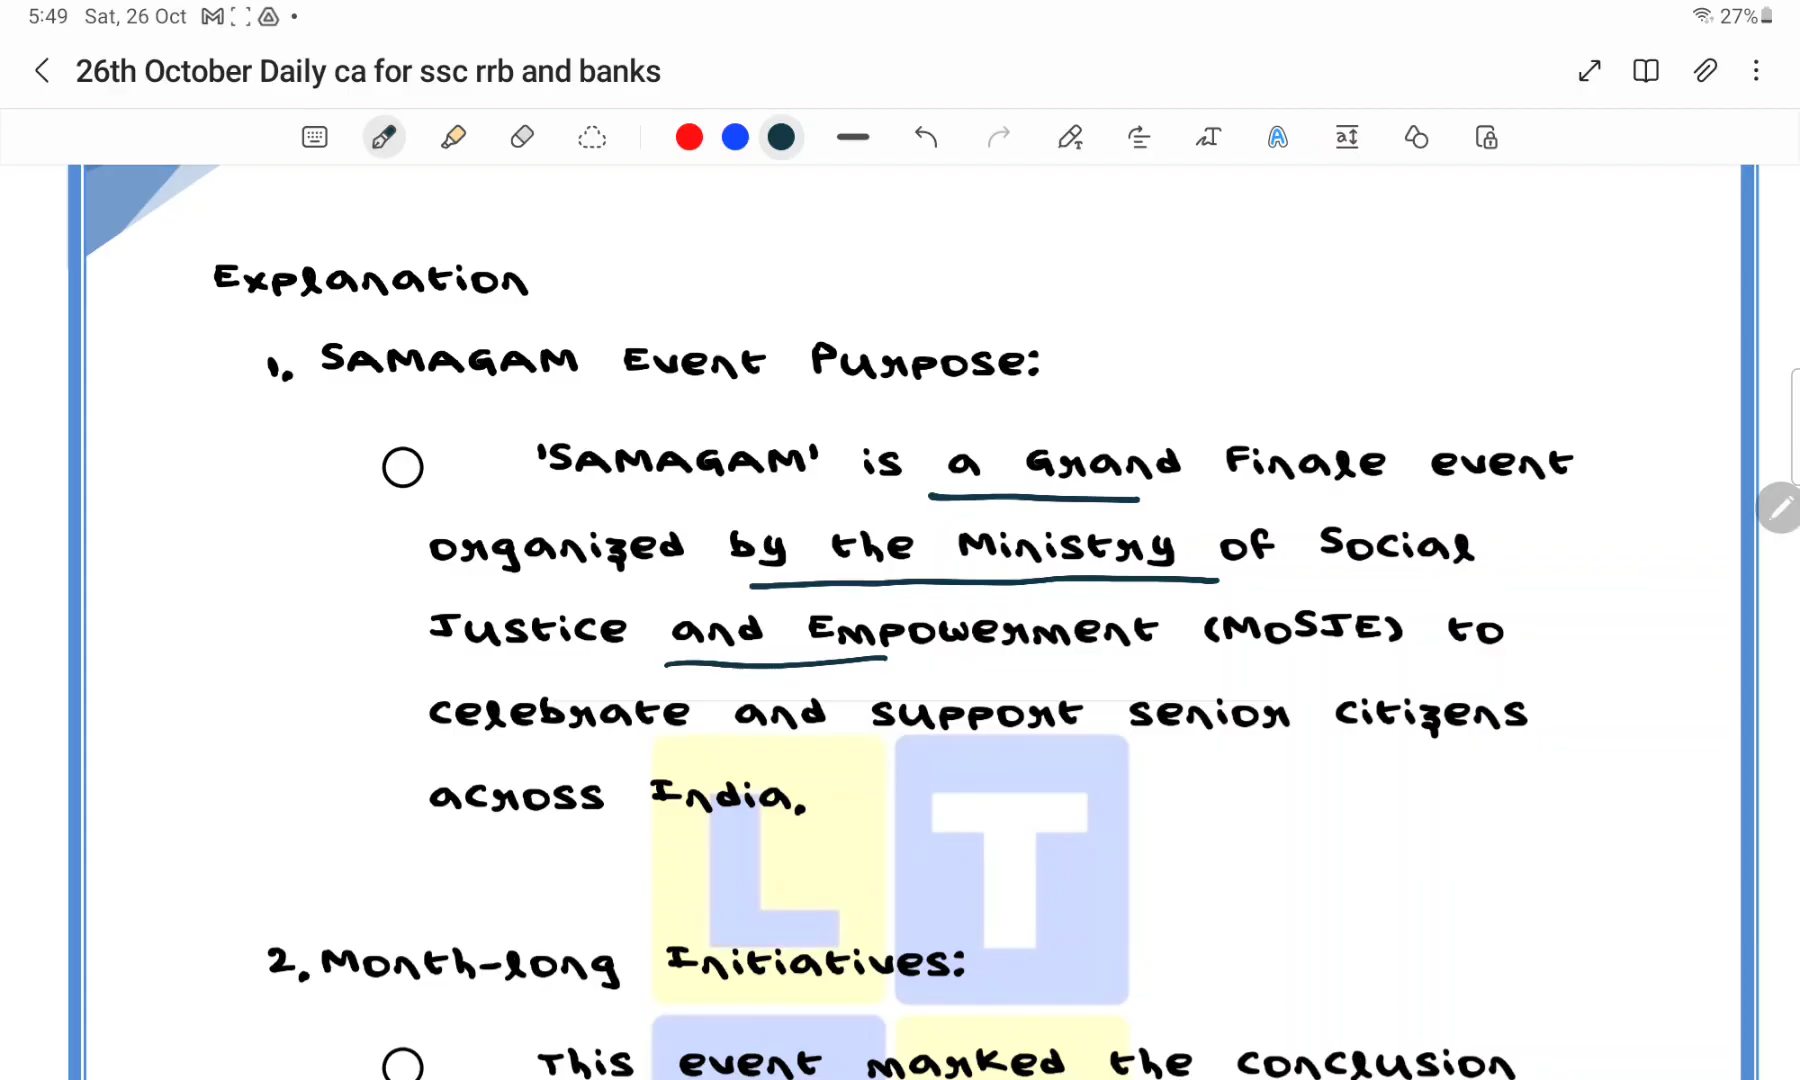 5:49 Sat, 26 Oct
27%
26th October Daily ca for ssc rrb and banks
Explanation
1. SAMAGAM Event Purpose:
'SAMAGAM' is a Grand Finale event
organized by the Ministry of Social
Justice and Empowerment (MoSJE) to
celebrate and support senior citizens
across India.
L T
2. Month-long Initiatives:
This event marked the conclusion